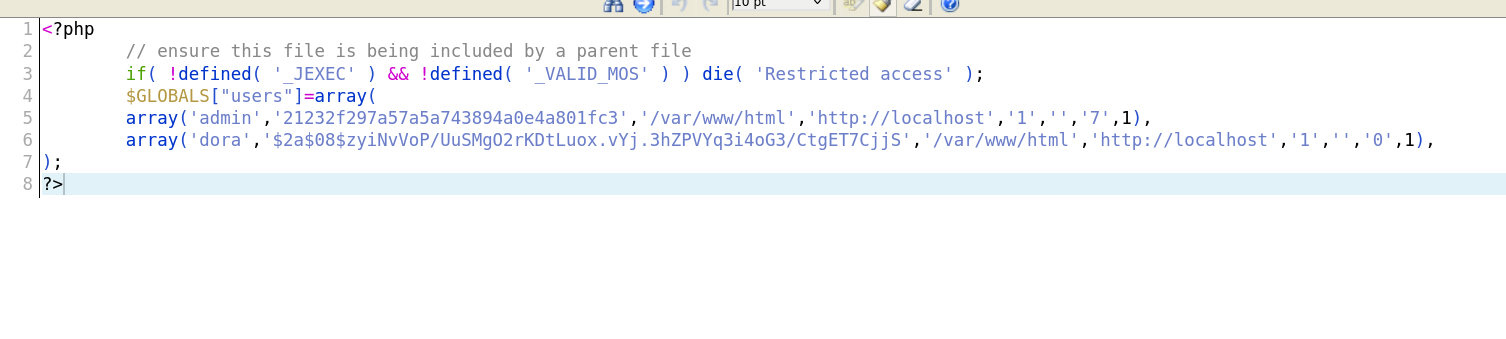 10 pt
1 <?php
2 // ensure this file is being included by a parent file
3 if( !defined( '_JEXEC' ) && !defined( '_VALID_MOS' ) ) die( 'Restricted access' );
4 $GLOBALS["users"]=array(
5 array('admin','21232f297a57a5a743894a0e4a801fc3','/var/www/html','http://localhost','1','','7',1),
6 array('dora','$2a$08$zyiNvVoP/UuSMgO2rKDtLuox.vYj.3hZPVYq3i4oG3/CtgET7CjjS','/var/www/html','http://localhost','1','','0',1),
7 );
8 ?>